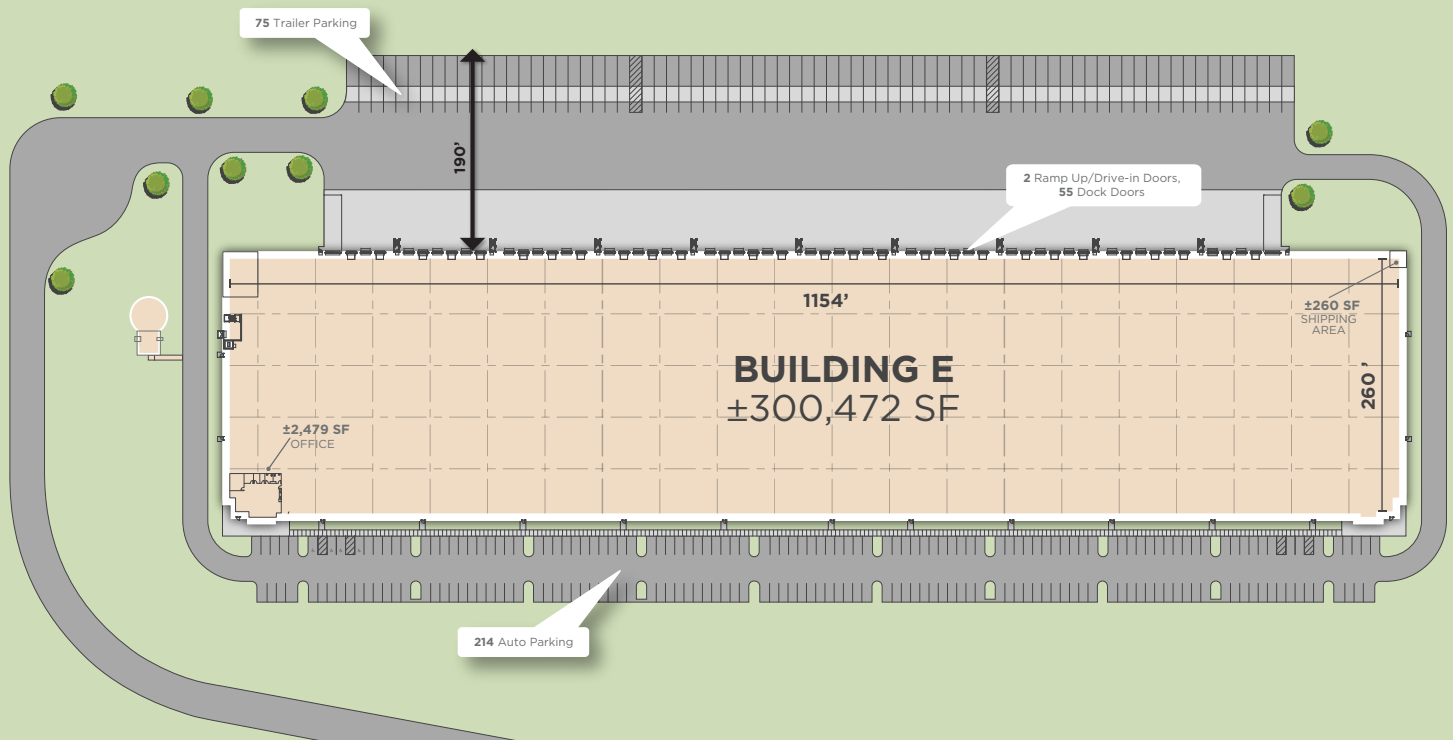 75 Trailer Parking
190’
2 Ramp Up/Drive-in Doors,
55 Dock Doors
1154’
±260 SF
SHIPPING
AREA
BUILDING E
±300,472 SF
260 ’
±2,479 SF
OFFICE
214 Auto Parking